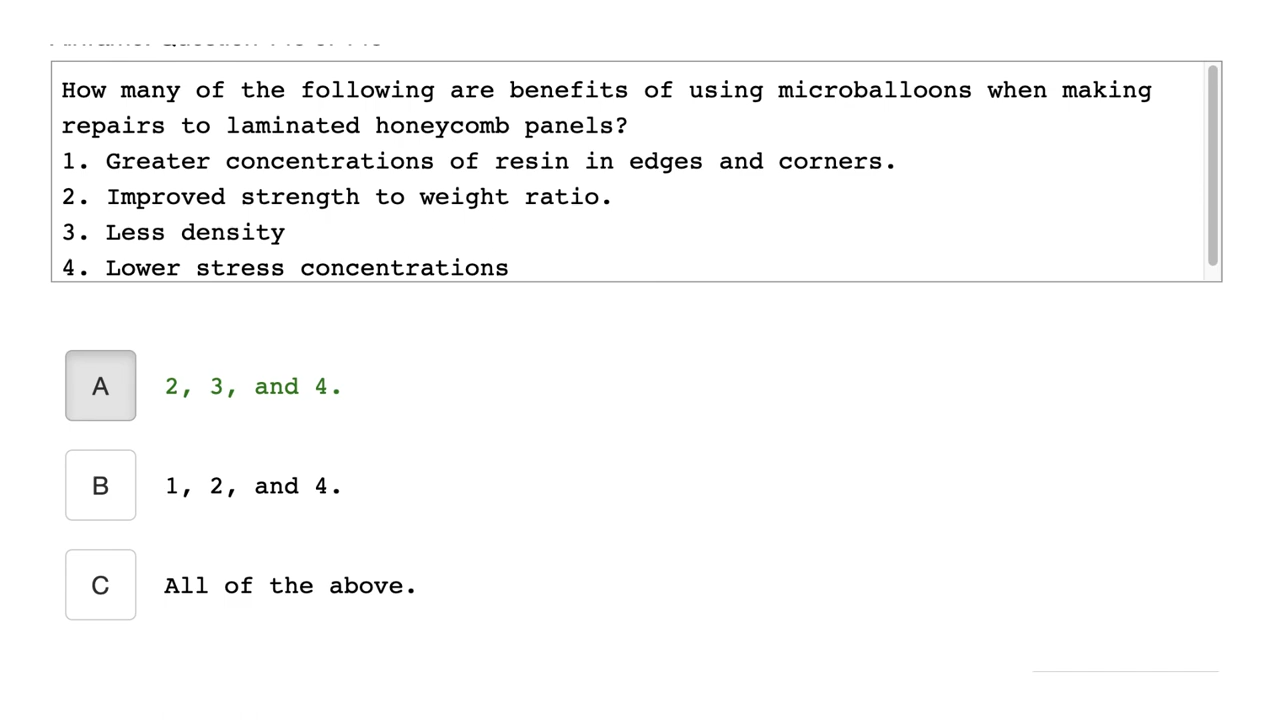 How many of the following are benefits of using microballoons when making
repairs to laminated honeycomb panels?
1. Greater concentrations of resin in edges and corners.
2. Improved strength to weight ratio.
3. Less density
4. Lower stress concentrations
A 2, 3, and 4.
B 1, 2, and 4.
C All of the above.